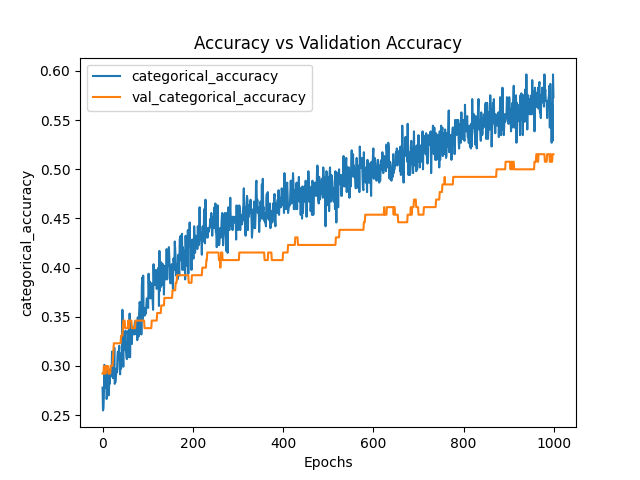 Accuracy vs Validation Accuracy
categorical_accuracy
val_categorical_accuracy
categorical_accuracy
0.60
0.55
0.50
0.45
0.40
0.35
0.30
0.25
0 200 400 600 800 1000
Epochs